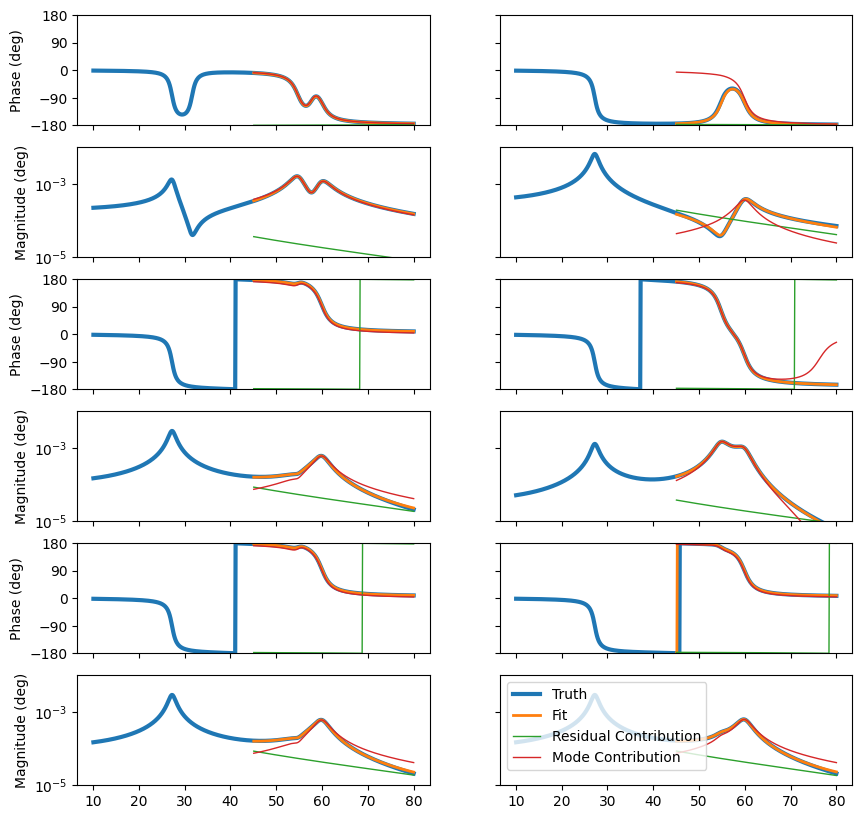 180
90
0
−90
−180
Phase (deg)
10⁻³
10⁻⁵
Magnitude (deg)
180
90
0
−90
−180
Phase (deg)
10⁻³
10⁻⁵
Magnitude (deg)
180
90
0
−90
−180
Phase (deg)
10⁻³
10⁻⁵
Magnitude (deg)
Truth
Fit
Residual Contribution
Mode Contribution
10 20 30 40 50 60 70 80
10 20 30 40 50 60 70 80